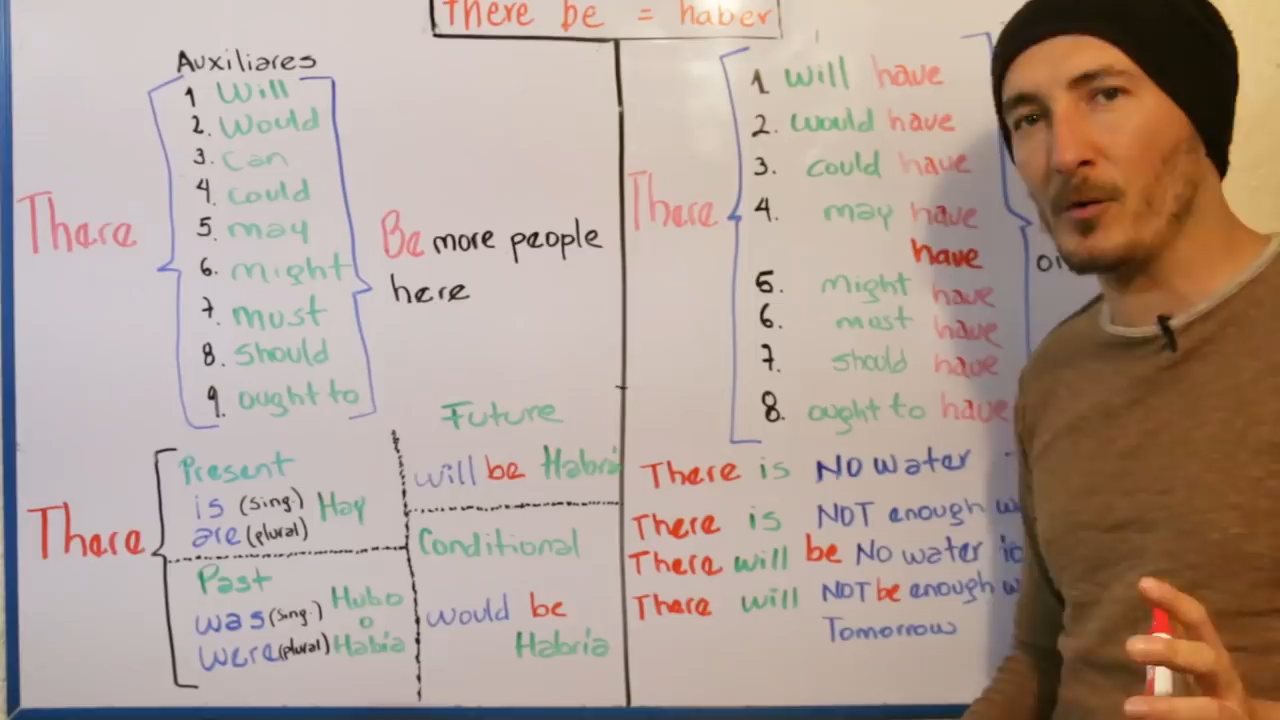 There be = haber
Auxiliares
There
1 Will
2. Would
3. Can
4. could
5. may
6. might
7. must
8. should
9. ought to
Be more people
here
There
Present
is (sing.) Hay
are (plural)
Past
was (sing.) Hubo
o
were (plural) Había
Future
will be
Conditional
would be
Habria
There
1 will have
2. would have
3. could have
4. may have
have
5. might have
6. most have
7. should have
8. ought to have
There is NO water
There is NOT enough
There will be NO water
There will NOT be enough
Tomorrow